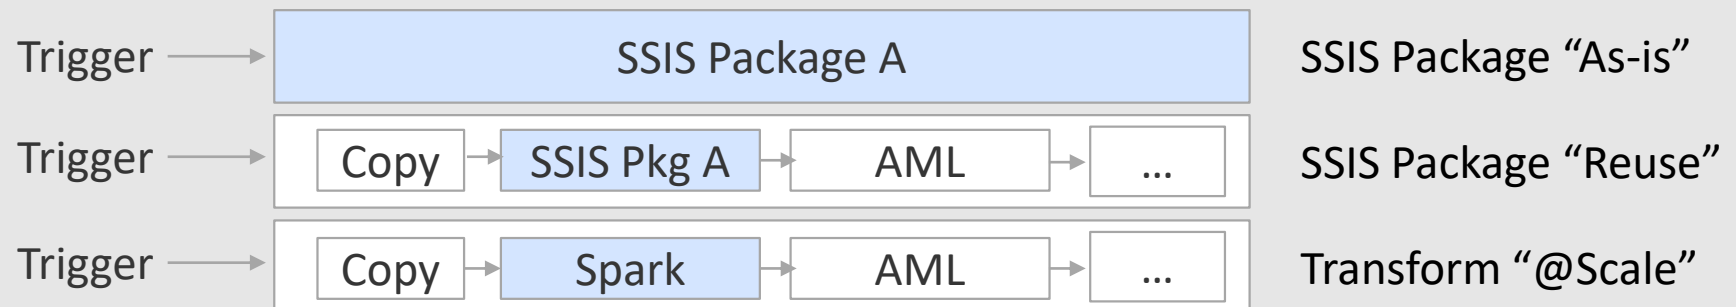 Trigger SSIS Package A SSIS Package “As-is”
Trigger Copy SSIS Pkg A AML ... SSIS Package “Reuse”
Trigger Copy Spark AML ... Transform “@Scale”